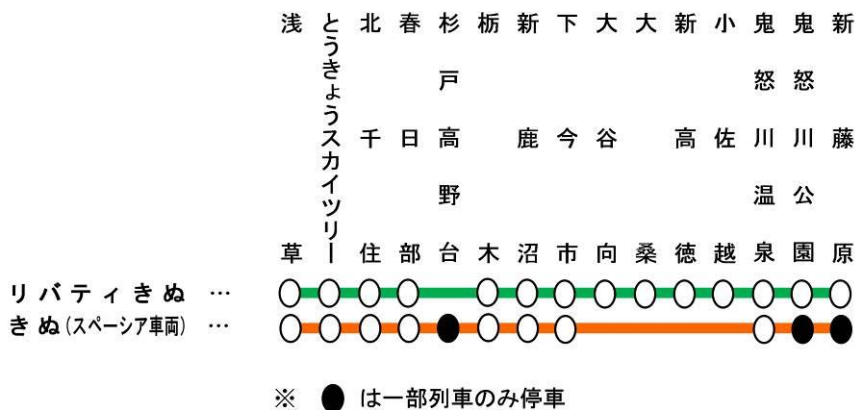 浅草
とうきょうスカイツリー
北千住
春日部
杉戸高野台
栃木
新鹿沼
下今市
大谷向
大桑
新高徳
小佐越
鬼怒川温泉
鬼怒川公園
新藤原
リバティきぬ …
きぬ(スペーシア車両) …
※ ● は一部列車のみ停車